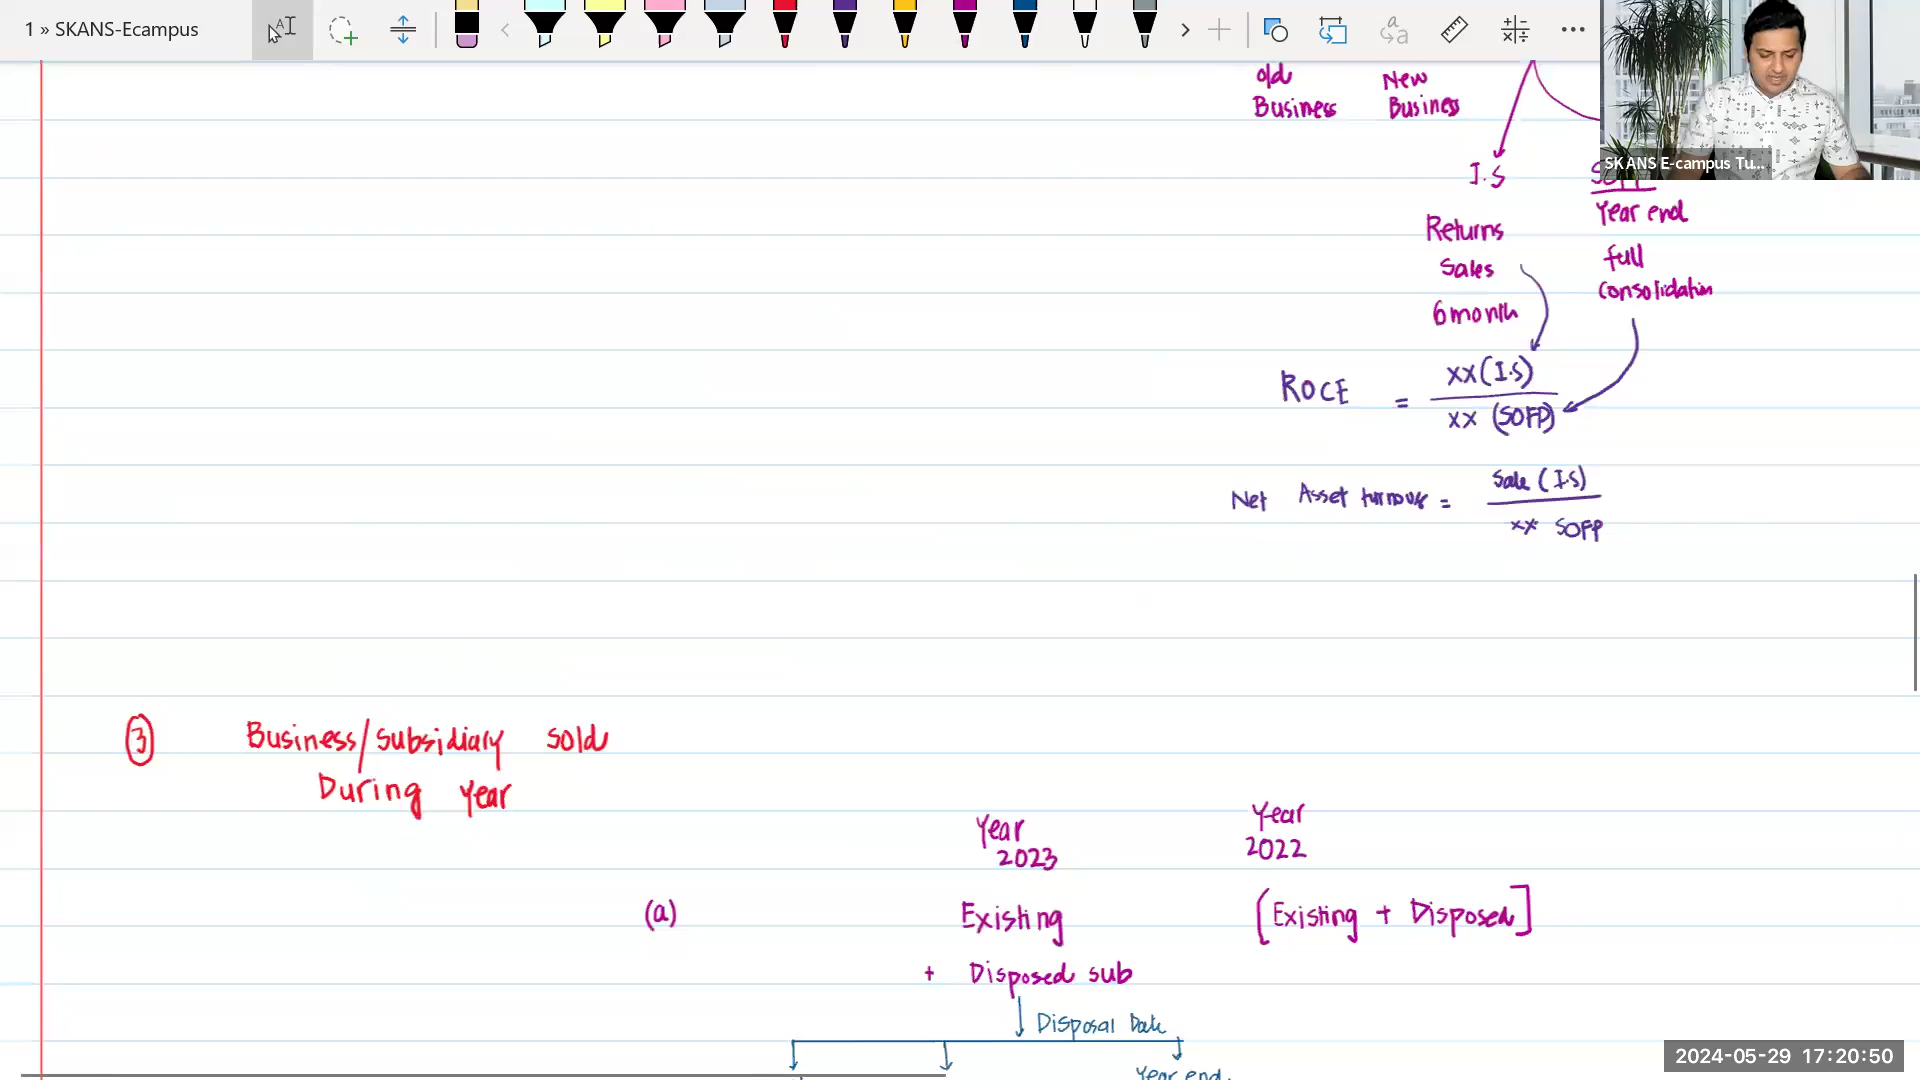 1 » SKANS-Ecampus
old Business
New Business
SKANS E-campus Tu...
I.S
Year end
Returns
Sales
6 month
full
consolidation
ROCE = xx (I.S)
xx (SOFP)
Net Asset turnover = Sale (I.S)
xx SOFP
③ Business/Subsidiary sold
During year
Year 2023
Year 2022
(a) Existing [Existing + Disposed]
+ Disposed sub
Disposal Date
Year end
2024-05-29 17:20:50